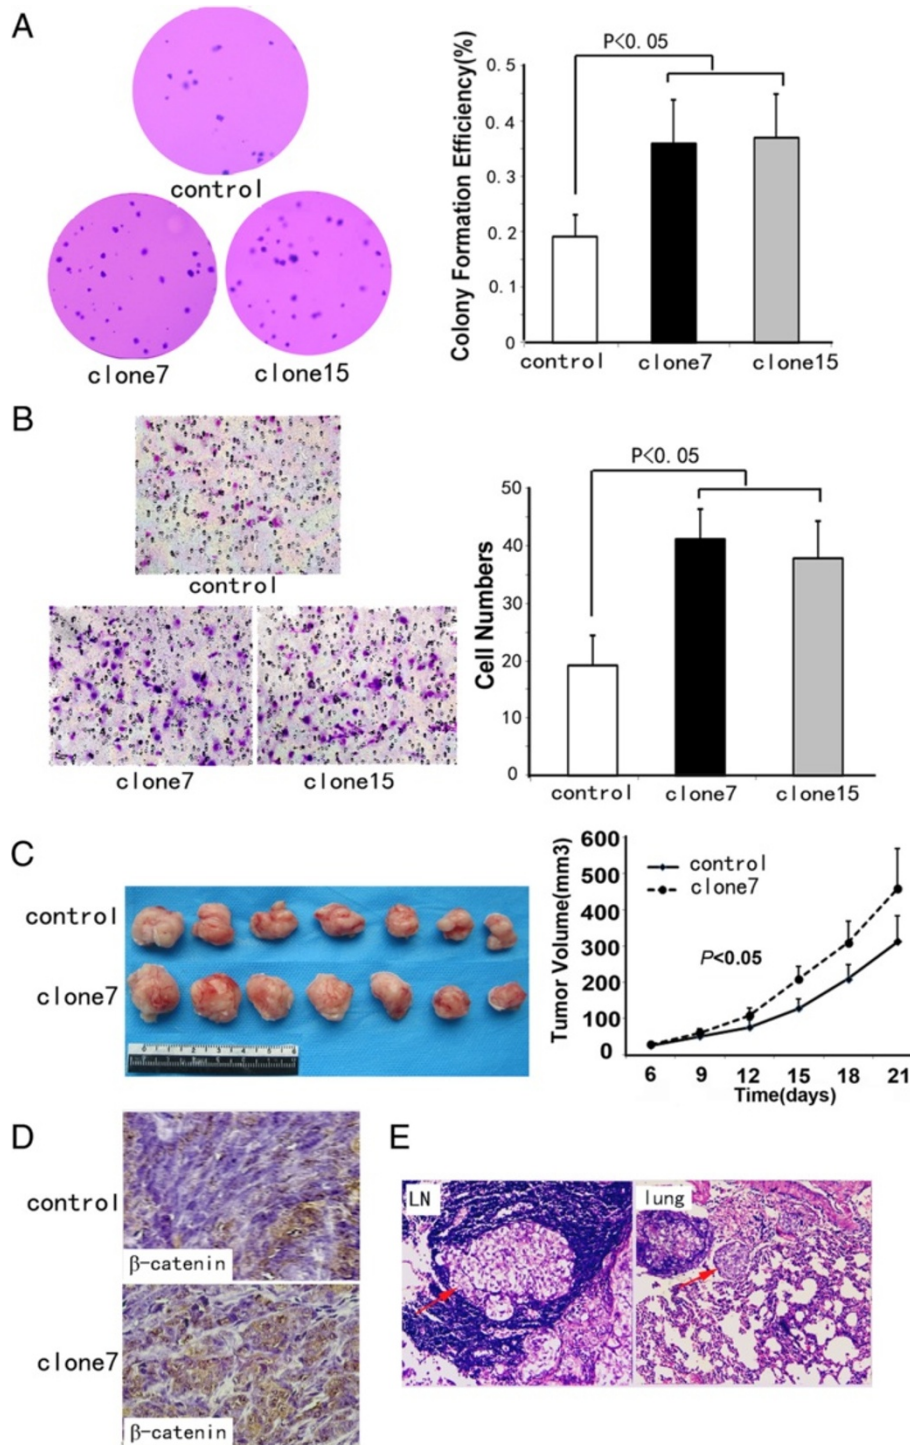 A
control
clone7
clone15
P<0.05
Colony Formation Efficiency(%)
0.5
0.4
0.3
0.2
0.1
0
control
clone7
clone15
B
control
clone7
clone15
P<0.05
Cell Numbers
50
40
30
20
10
0
control
clone7
clone15
C
control
clone7
control
clone7
P<0.05
Tumor Volume(mm3)
600
500
400
300
200
100
0
6 9 12 15 18 21
Time(days)
D
control
β-catenin
clone7
β-catenin
E
LN
lung